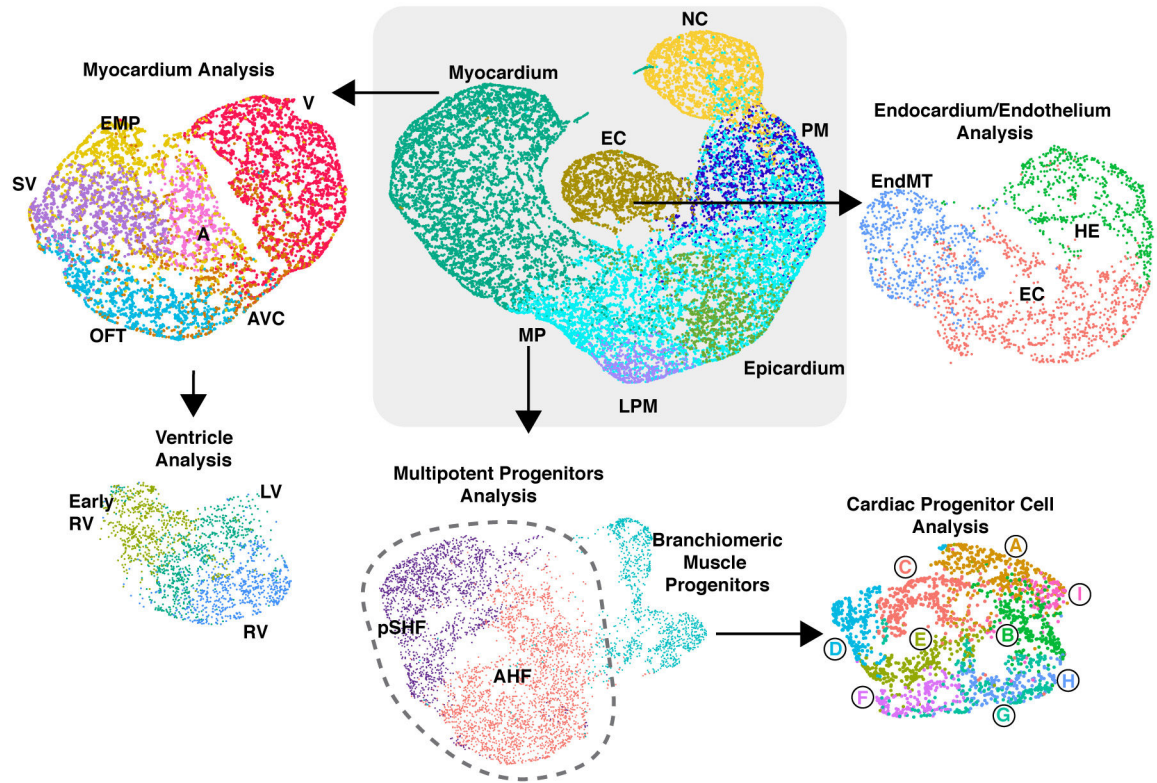 NC
Myocardium Analysis
Myocardium
V
EMP
EC
PM
Endocardium/Endothelium
Analysis
SV
EndMT
A
HE
EC
OFT
AVC
MP
Epicardium
LPM
Ventricle
Analysis
Multipotent Progenitors
Analysis
Early
RV
LV
Branchiomeric
Muscle
Progenitors
Cardiac Progenitor Cell
Analysis
A
C
I
pSHF
E
B
D
RV
AHF
H
F
G